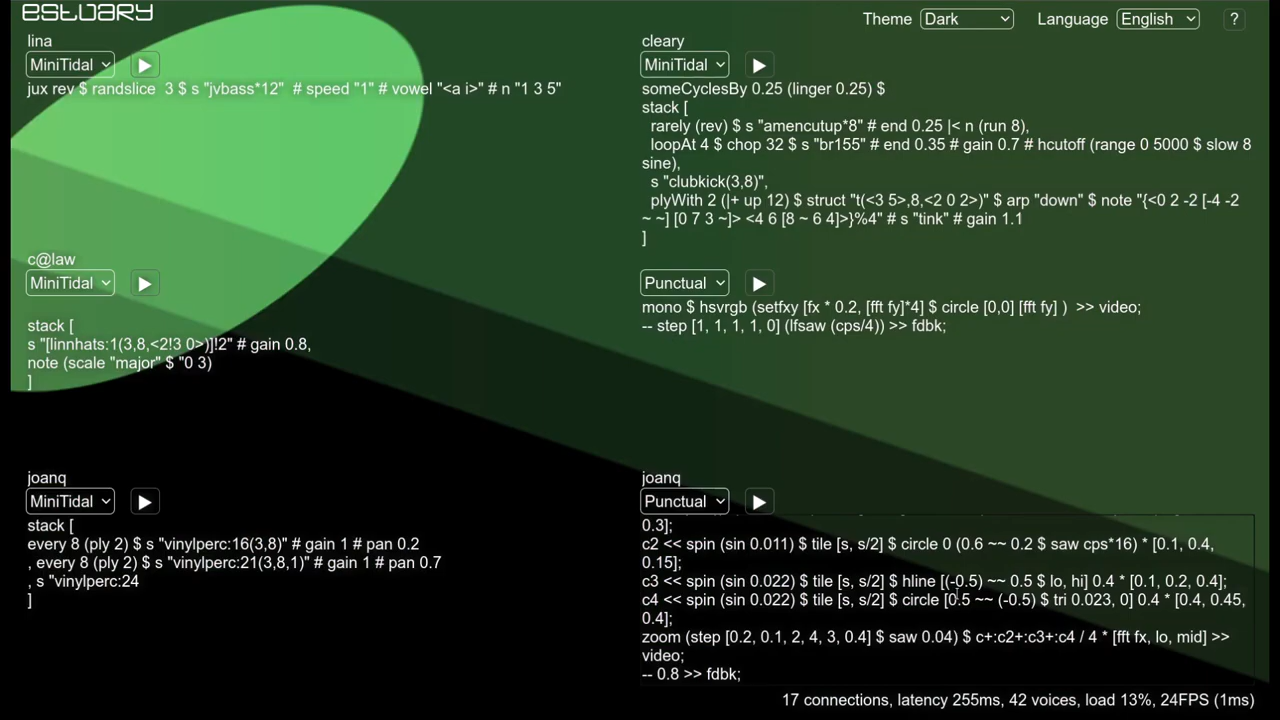 estuary
Theme Dark Language English ?
lina
MiniTidal
jux rev $ randslice  3 $ s "jvbass*12"  # speed "1" # vowel "<a i>" # n "1 3 5"
cleary
MiniTidal
someCyclesBy 0.25 (linger 0.25) $
stack [
  rarely (rev) $ s "amencutup*8" # end 0.25 |< n (run 8),
  loopAt 4 $ chop 32 $ s "br155" # end 0.35 # gain 0.7 # hcutoff (range 0 5000 $ slow 8
sine),
  s "clubkick(3,8)",
  plyWith 2 (|+ up 12) $ struct "t(<3 5>,8,<2 0 2>)" $ arp "down" $ note "{<0 2 -2 [-4 -2
~ ~] [0 7 3 ~]> <4 6 [8 ~ 6 4]>}%4" # s "tink" # gain 1.1
]
c@law
MiniTidal
stack [
s "[linnhats:1(3,8,<2!3 0>)]!2" # gain 0.8,
note (scale "major" $ "0 3)
]
Punctual
mono $ hsvrgb (setfxy [fx * 0.2, [fft fy]*4] $ circle [0,0] [fft fy] )  >> video;
-- step [1, 1, 1, 1, 0] (lfsaw (cps/4)) >> fdbk;
joanq
MiniTidal
stack [
every 8 (ply 2) $ s "vinylperc:16(3,8)" # gain 1 # pan 0.2
, every 8 (ply 2) $ s "vinylperc:21(3,8,1)" # gain 1 # pan 0.7
, s "vinylperc:24
]
joanq
Punctual
0.3];
c2 << spin (sin 0.011) $ tile [s, s/2] $ circle 0 (0.6 ~~ 0.2 $ saw cps*16) * [0.1, 0.4,
0.15];
c3 << spin (sin 0.022) $ tile [s, s/2] $ hline [(-0.5) ~~ 0.5 $ lo, hi] 0.4 * [0.1, 0.2, 0.4];
c4 << spin (sin 0.022) $ tile [s, s/2] $ circle [0.5 ~~ (-0.5) $ tri 0.023, 0] 0.4 * [0.4, 0.45,
0.4];
zoom (step [0.2, 0.1, 2, 4, 3, 0.4] $ saw 0.04) $ c+:c2+:c3+:c4 / 4 * [fft fx, lo, mid] >>
video;
-- 0.8 >> fdbk;
17 connections, latency 255ms, 42 voices, load 13%, 24FPS (1ms)